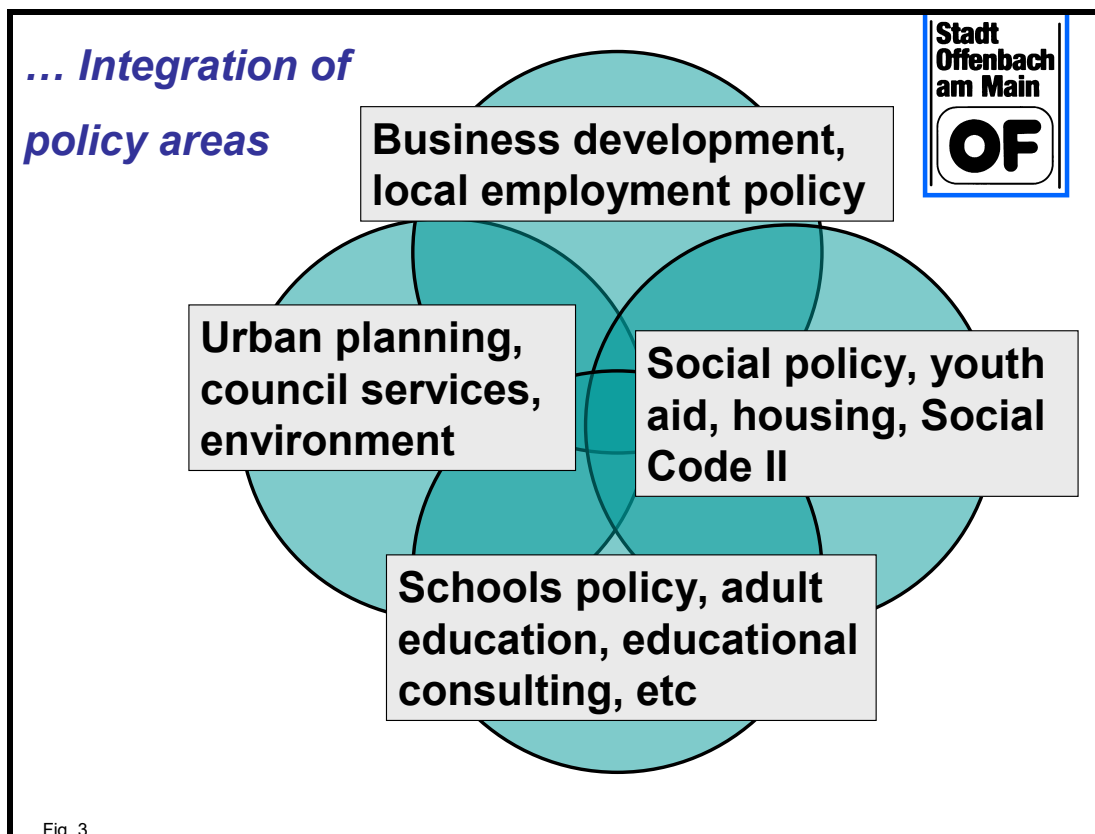 … Integration of
policy areas
Stadt
Offenbach
am Main
OF
Business development,
local employment policy
Urban planning,
council services,
environment
Social policy, youth
aid, housing, Social
Code II
Schools policy, adult
education, educational
consulting, etc
Fig. 3